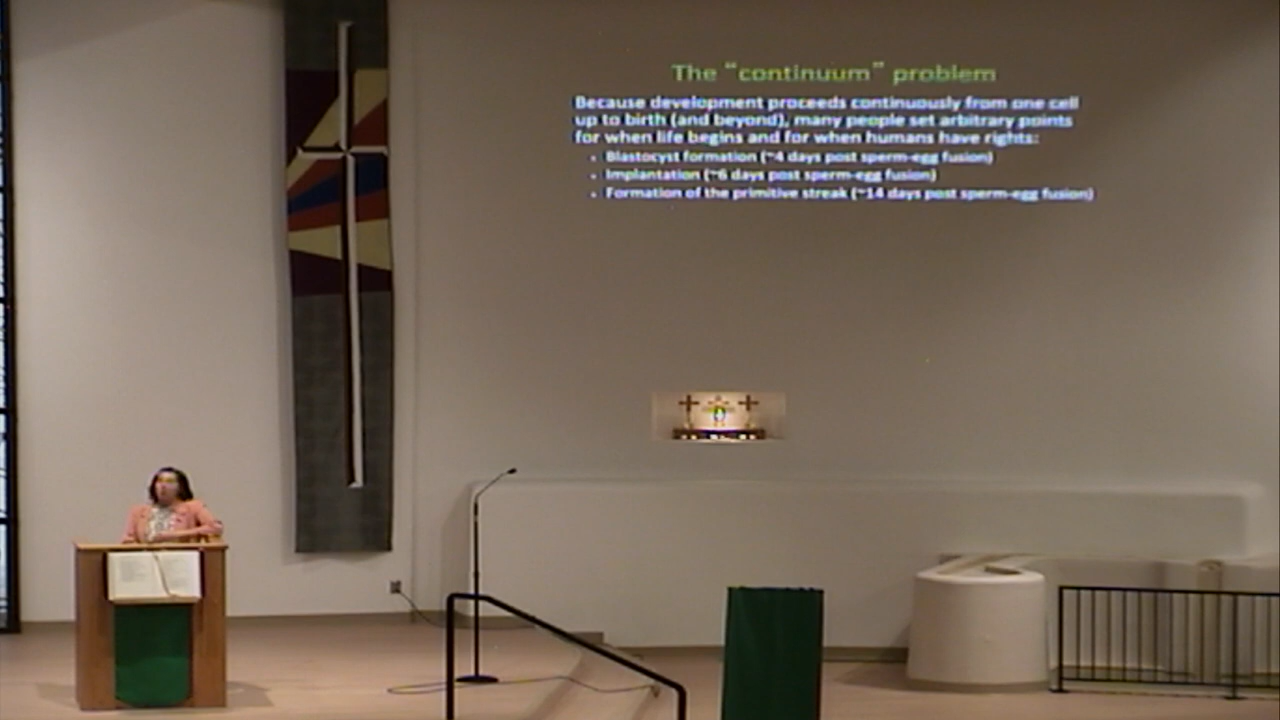 The “continuum” problem
Because development proceeds continuously from one cell
up to birth (and beyond), many people set arbitrary points
for when life begins and for when humans have rights:
• Blastocyst formation (~4 days post sperm-egg fusion)
• Implantation (~6 days post sperm-egg fusion)
• Formation of the primitive streak (~14 days post sperm-egg fusion)